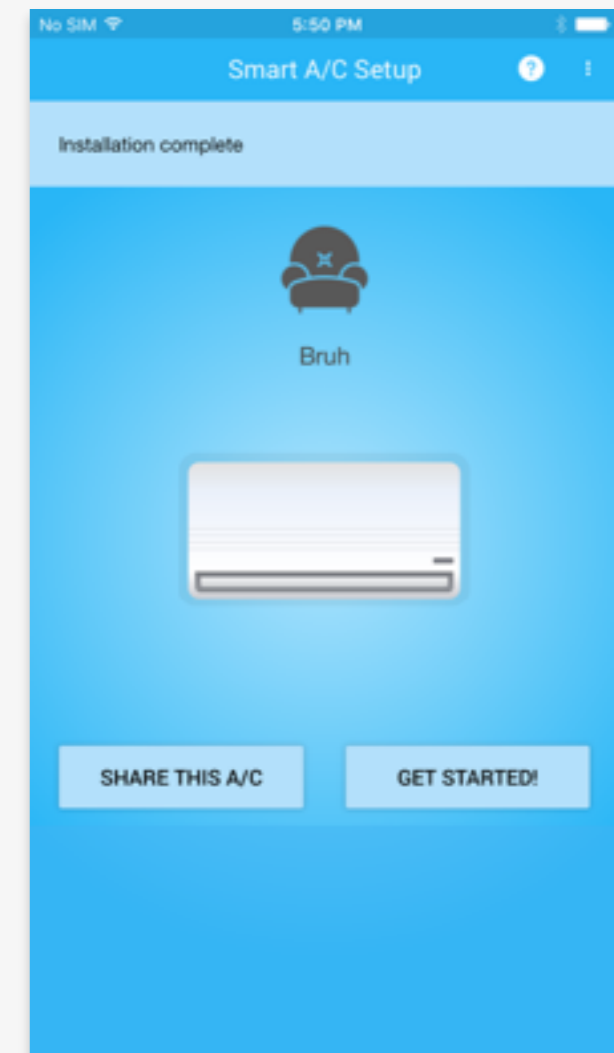 No SIM 5:50 PM
Smart A/C Setup ?
Installation complete
Bruh
SHARE THIS A/C GET STARTED!